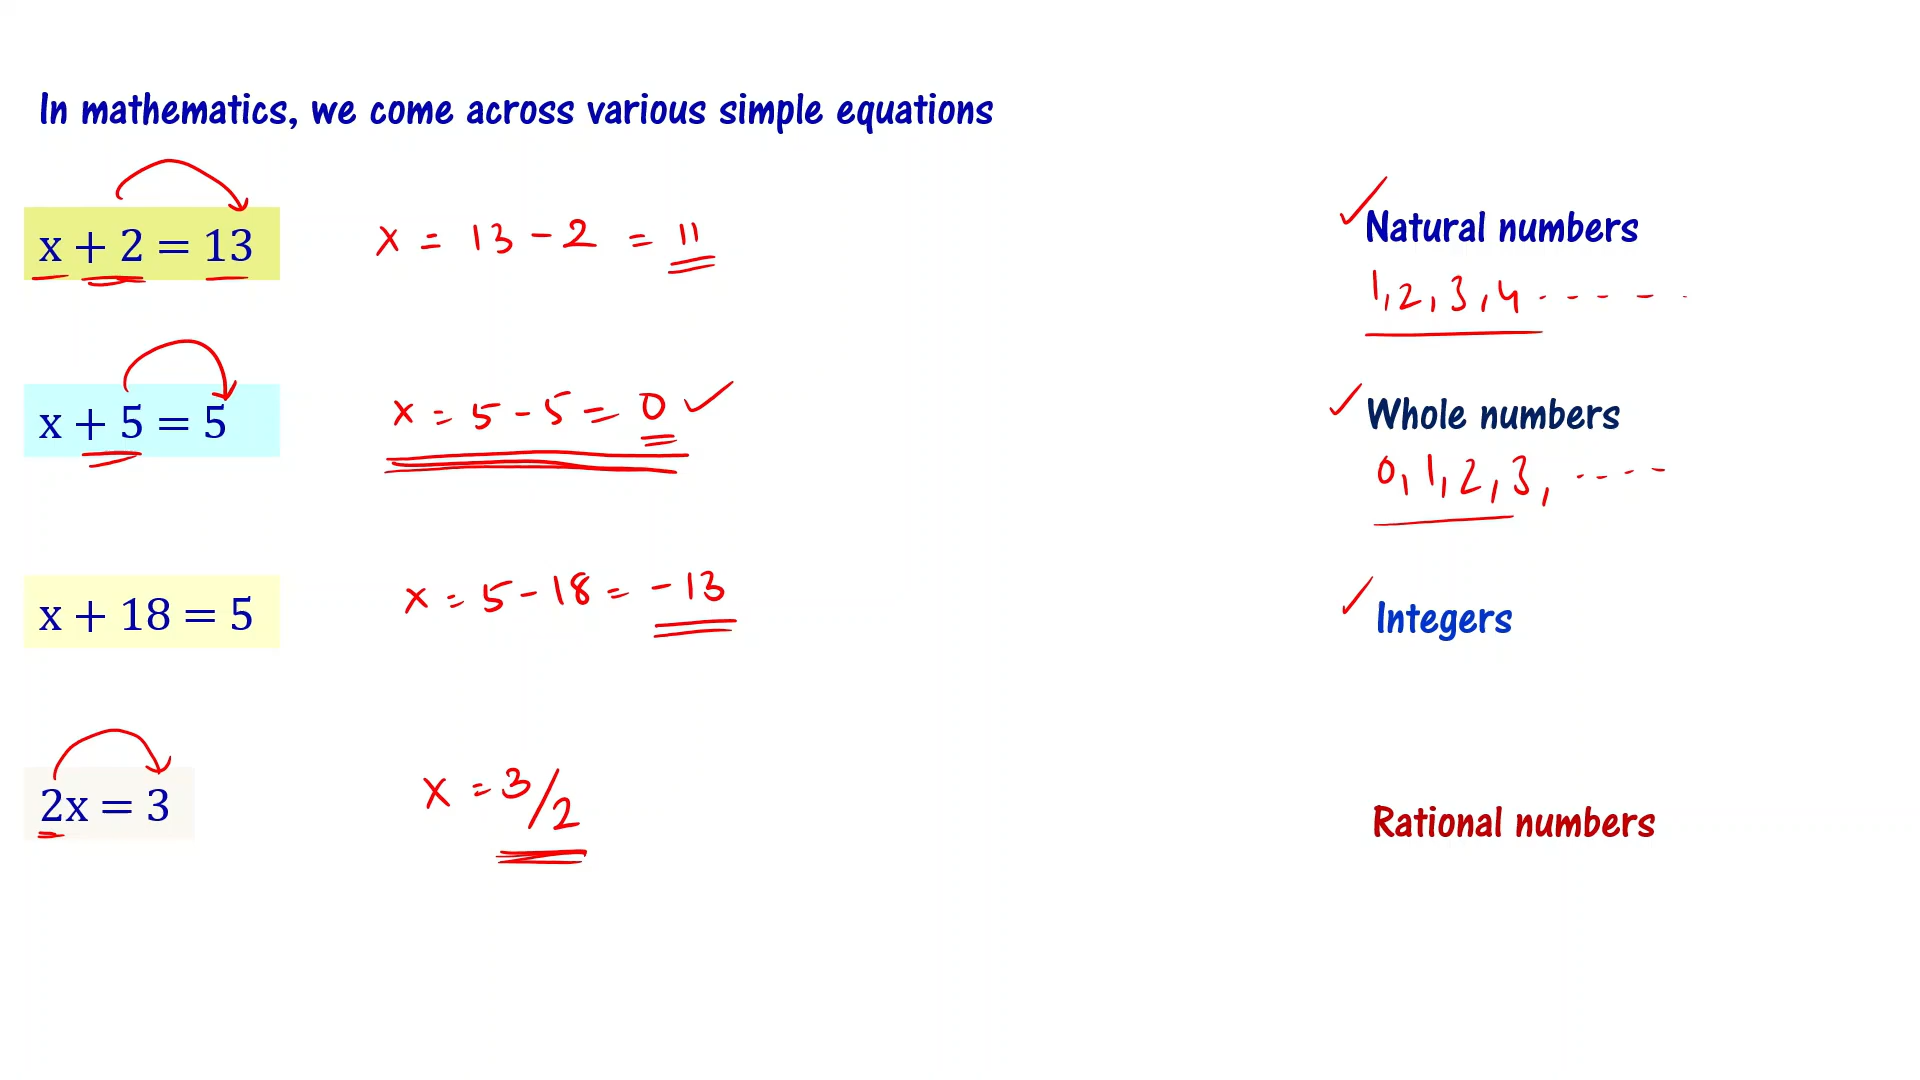 In mathematics, we come across various simple equations
x + 2 = 13
x = 13 - 2 = 11
Natural numbers
1, 2, 3, 4 - - - - -
x + 5 = 5
x = 5 - 5 = 0 ✓
Whole numbers
0, 1, 2, 3, - - - -
x + 18 = 5
x = 5 - 18 = -13
Integers
2x = 3
x = 3/2
Rational numbers